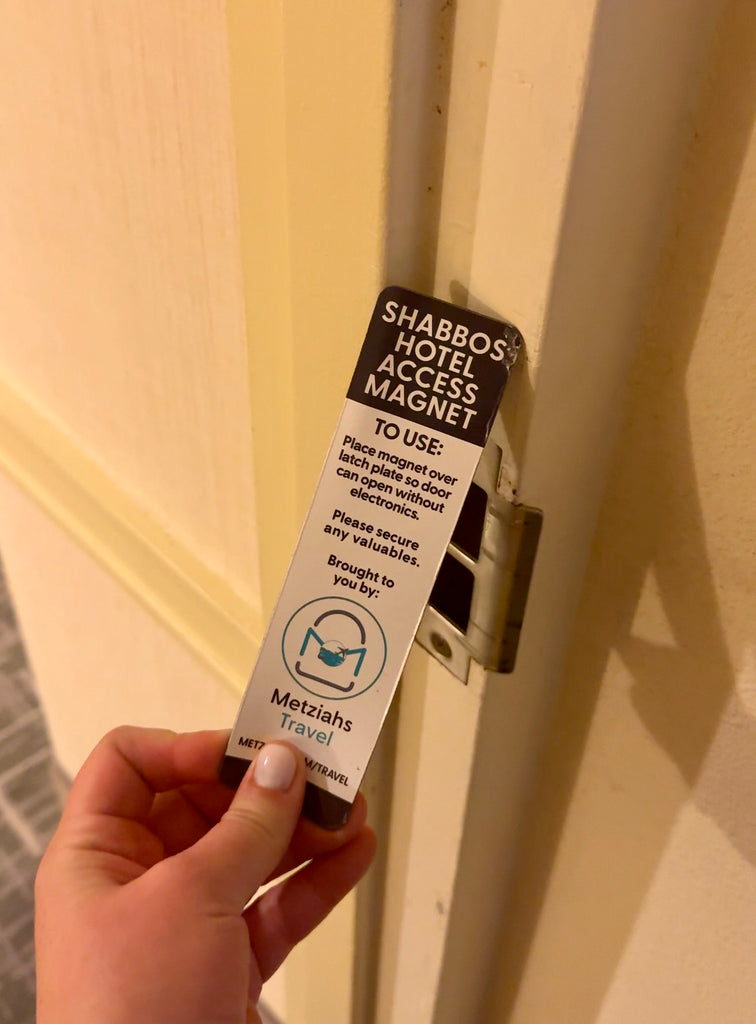 SHABBOS
HOTEL
ACCESS
MAGNET
TO USE:
Place magnet over
latch plate so door
can open without
electronics.
Please secure
any valuables.
Brought to
you by:
Metziahs
Travel
/TRAVEL